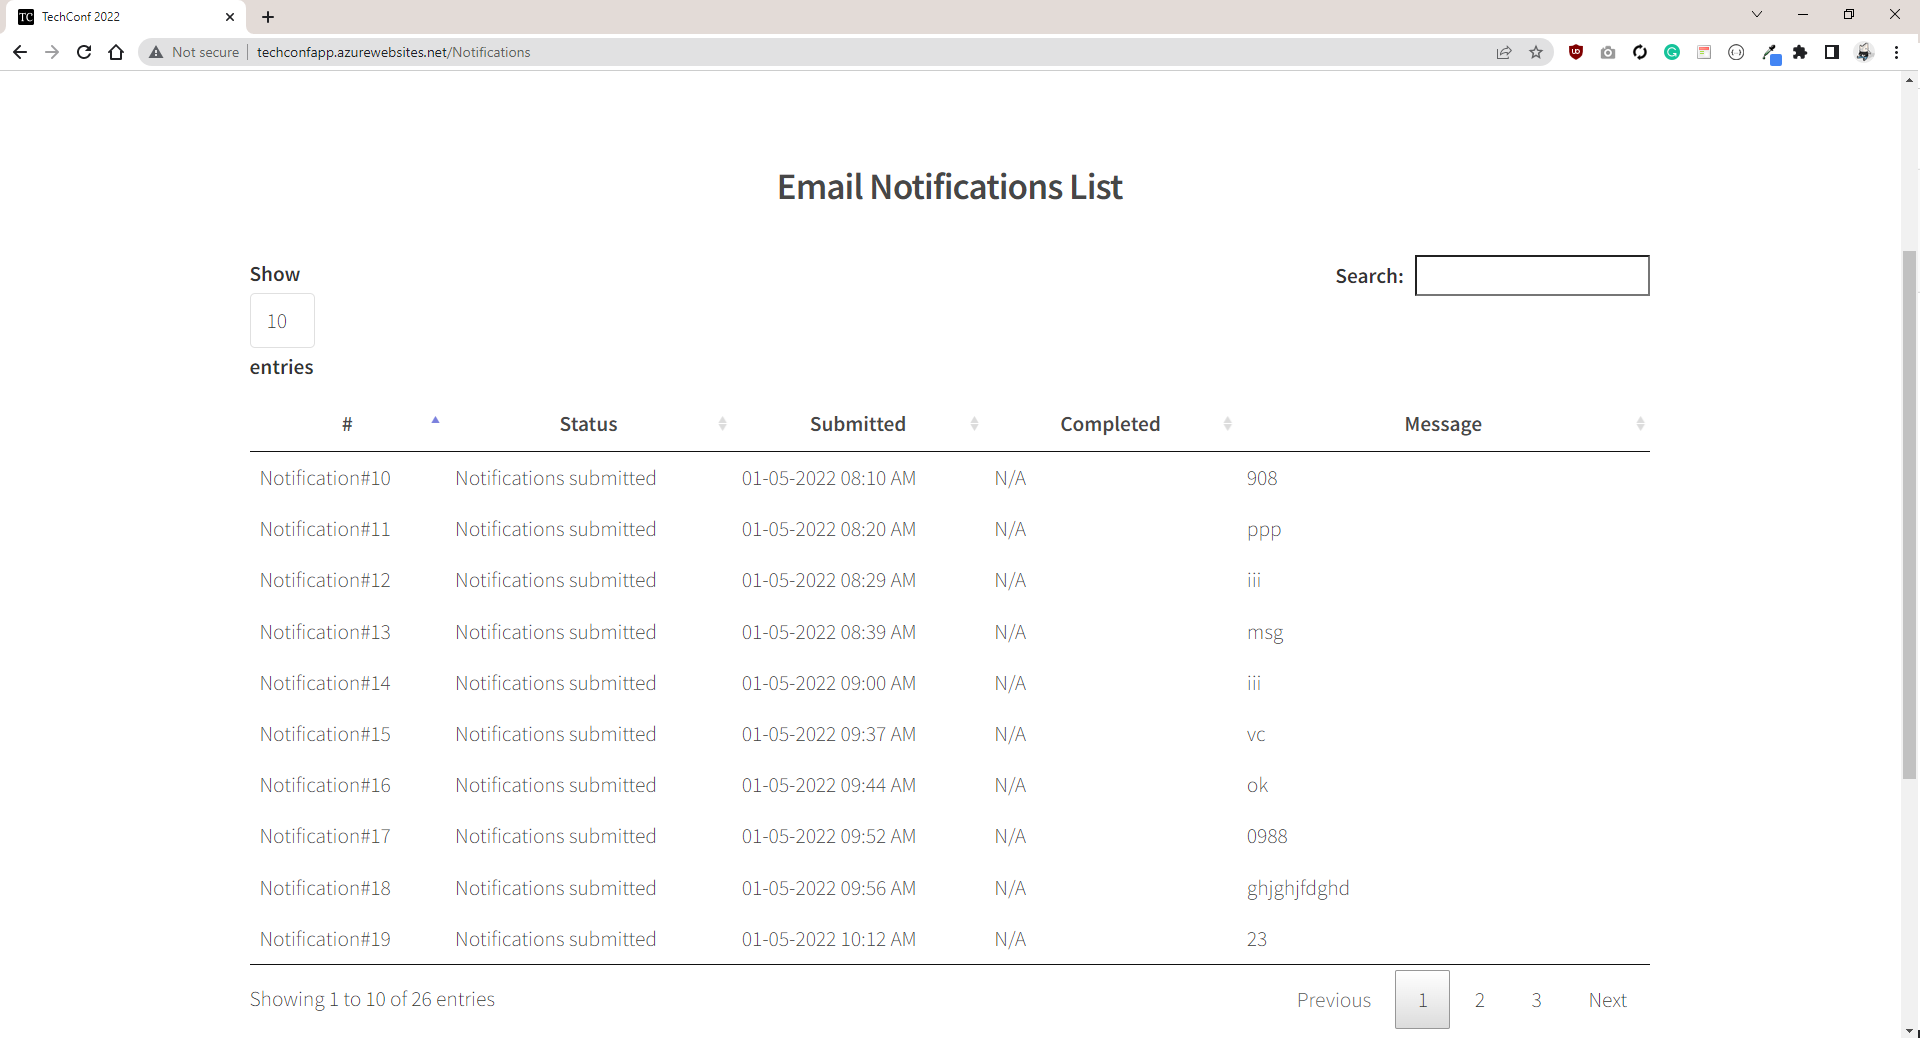 TC TechConf 2022
Not secure techconfapp.azurewebsites.net/Notifications
Email Notifications List
Show
10
entries
Search:
# Status Submitted Completed Message
Notification#10 Notifications submitted 01-05-2022 08:10 AM N/A 908
Notification#11 Notifications submitted 01-05-2022 08:20 AM N/A ppp
Notification#12 Notifications submitted 01-05-2022 08:29 AM N/A iii
Notification#13 Notifications submitted 01-05-2022 08:39 AM N/A msg
Notification#14 Notifications submitted 01-05-2022 09:00 AM N/A iii
Notification#15 Notifications submitted 01-05-2022 09:37 AM N/A vc
Notification#16 Notifications submitted 01-05-2022 09:44 AM N/A ok
Notification#17 Notifications submitted 01-05-2022 09:52 AM N/A 0988
Notification#18 Notifications submitted 01-05-2022 09:56 AM N/A ghjghjfdghd
Notification#19 Notifications submitted 01-05-2022 10:12 AM N/A 23
Showing 1 to 10 of 26 entries Previous 1 2 3 Next